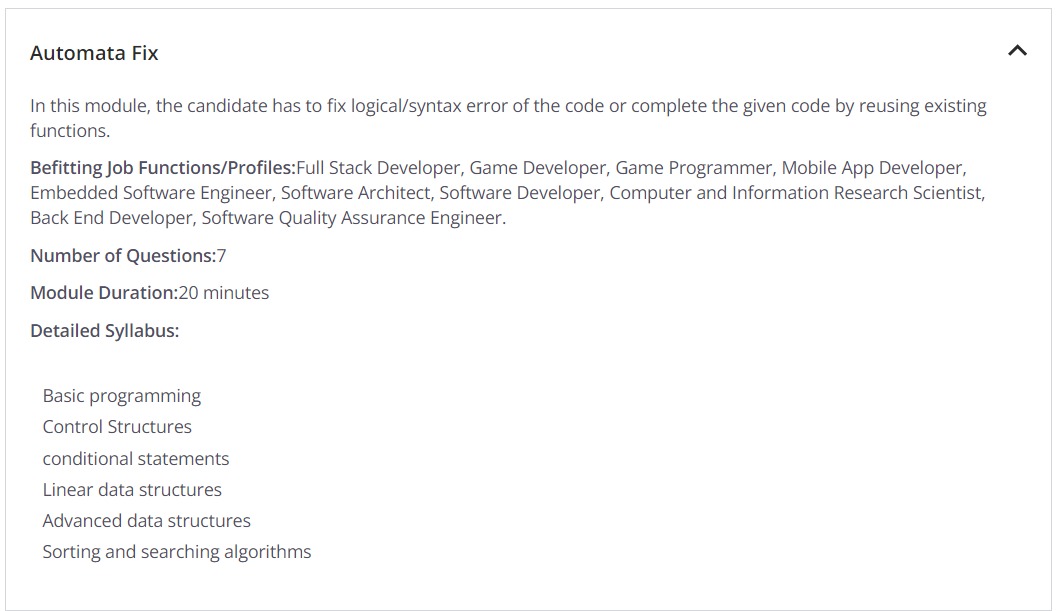 Automata Fix
In this module, the candidate has to fix logical/syntax error of the code or complete the given code by reusing existing
functions.
Befitting Job Functions/Profiles:Full Stack Developer, Game Developer, Game Programmer, Mobile App Developer,
Embedded Software Engineer, Software Architect, Software Developer, Computer and Information Research Scientist,
Back End Developer, Software Quality Assurance Engineer.
Number of Questions:7
Module Duration:20 minutes
Detailed Syllabus:
Basic programming
Control Structures
conditional statements
Linear data structures
Advanced data structures
Sorting and searching algorithms